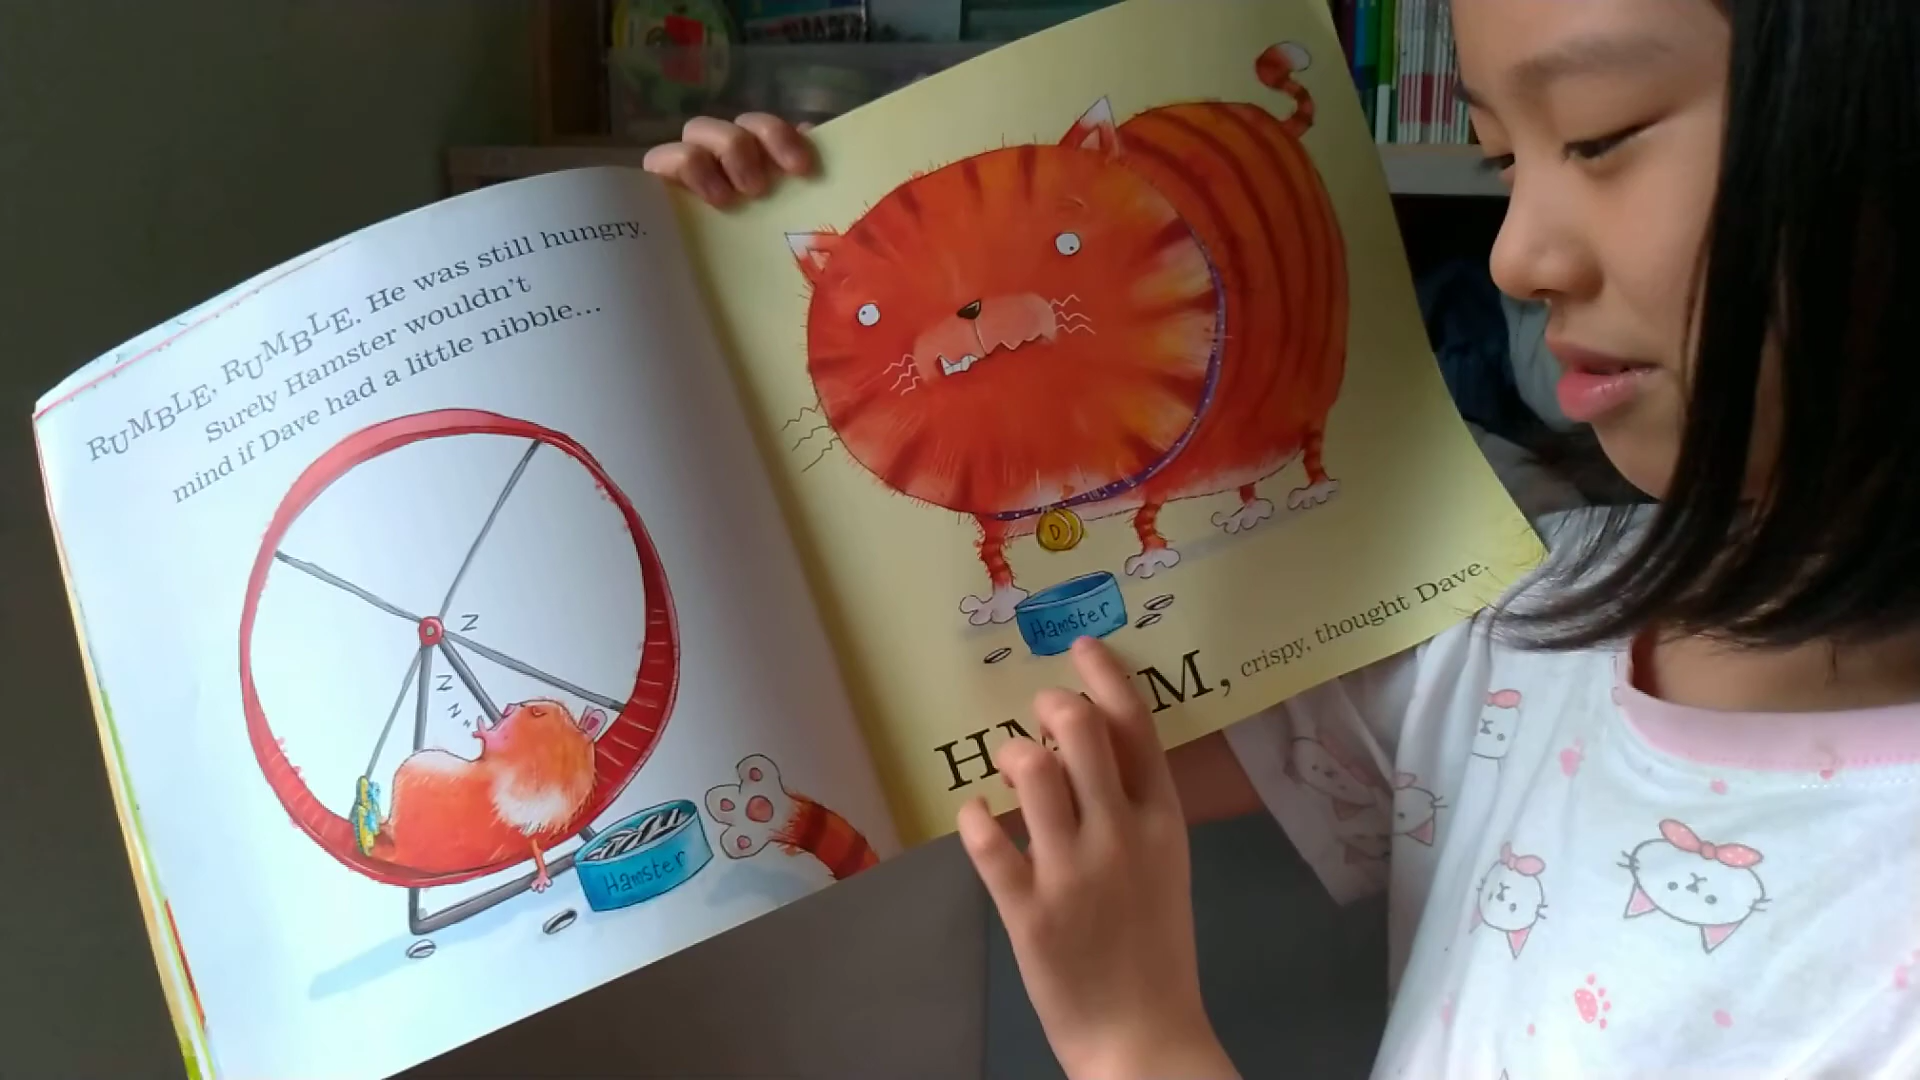 RUMBLE, RUMBLE. He was still hungry.
Surely Hamster wouldn't
mind if Dave had a little nibble...
Z
Z
Z
Hamster
D
Hamster
crispy, thought Dave.